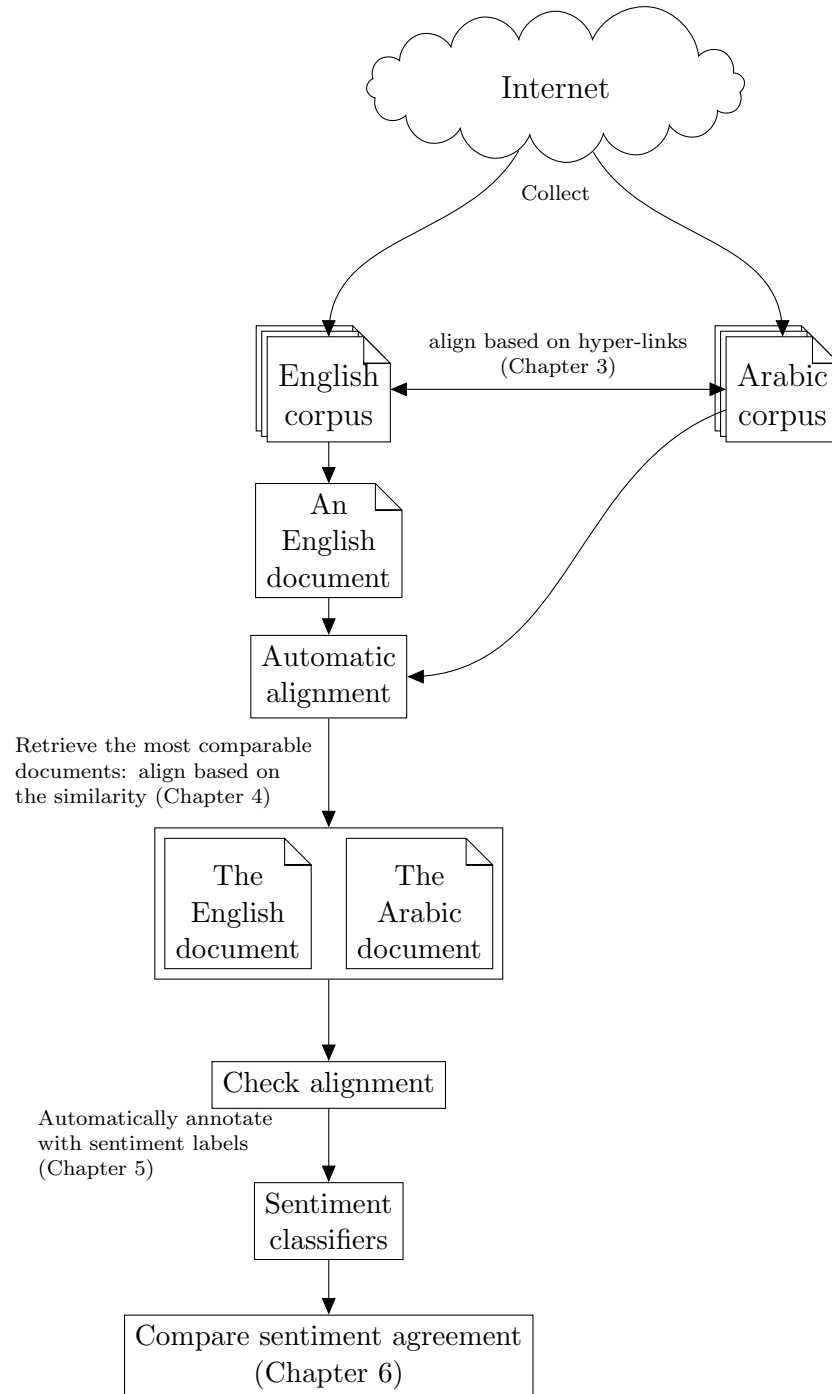 Internet
Collect
English
corpus
align based on hyper-links
(Chapter 3)
Arabic
corpus
An
English
document
Automatic
alignment
Retrieve the most comparable
documents: align based on
the similarity (Chapter 4)
The
English
document
The
Arabic
document
Check alignment
Automatically annotate
with sentiment labels
(Chapter 5)
Sentiment
classifiers
Compare sentiment agreement
(Chapter 6)